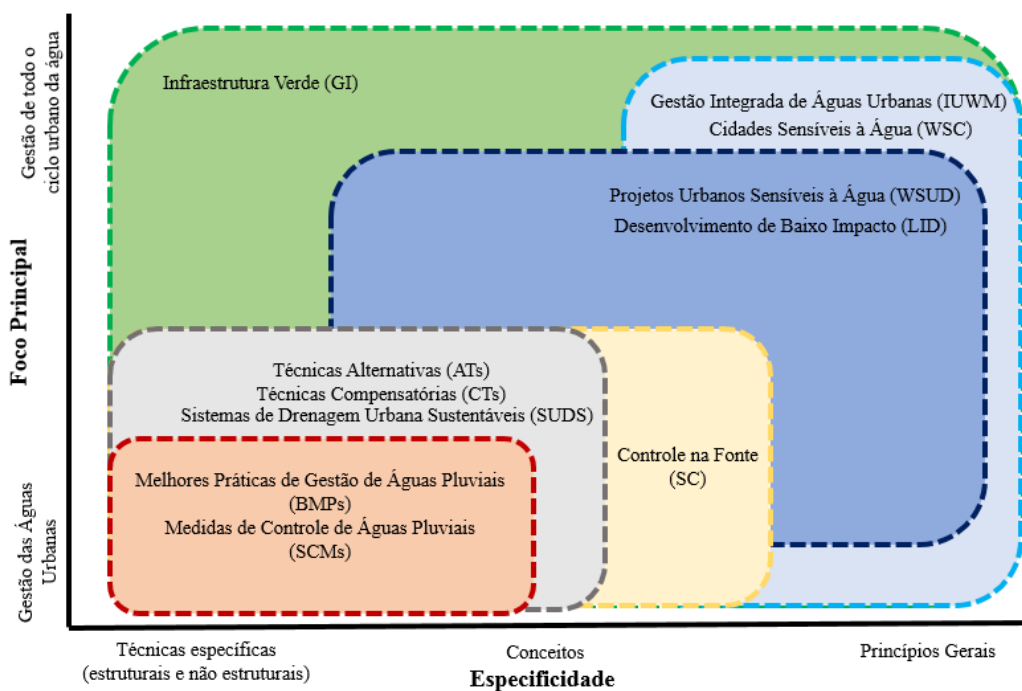 Gestão de todo o
ciclo urbano da água
Foco Principal
Gestão das Águas
Urbanas
Infraestrutura Verde (GI)
Gestão Integrada de Águas Urbanas (IUWM)
Cidades Sensíveis à Água (WSC)
Projetos Urbanos Sensíveis à Água (WSUD)
Desenvolvimento de Baixo Impacto (LID)
Técnicas Alternativas (ATs)
Técnicas Compensatórias (CTs)
Sistemas de Drenagem Urbana Sustentáveis (SUDS)
Controle na Fonte
(SC)
Melhores Práticas de Gestão de Águas Pluviais
(BMPs)
Medidas de Controle de Águas Pluviais
(SCMs)
Técnicas específicas
(estruturais e não estruturais)
Conceitos
Princípios Gerais
Especificidade